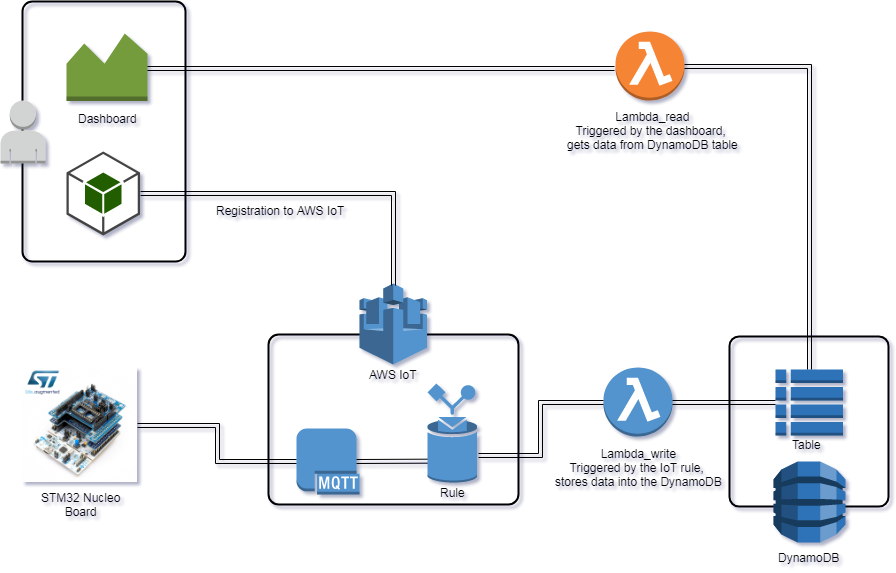 Dashboard
Lambda_read
Triggered by the dashboard,
gets data from DynamoDB table
Registration to AWS IoT
AWS IoT
ST
life.augmented
MQTT
Rule
STM32 Nucleo
Board
Lambda_write
Triggered by the IoT rule,
stores data into the DynamoDB
Table
DynamoDB